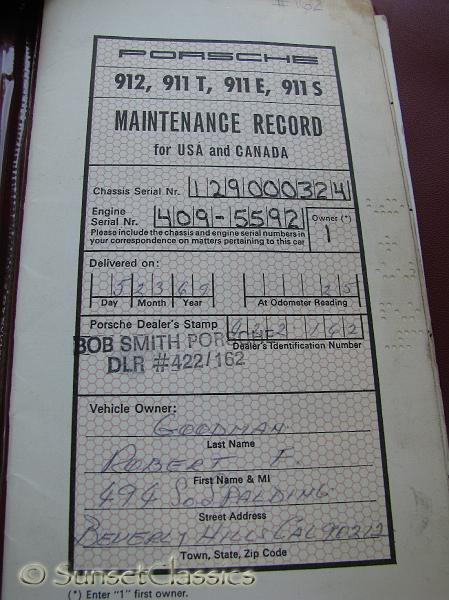 #162
PORSCHE
912, 911 T, 911 E, 911 S
MAINTENANCE RECORD
for USA and CANADA
Chassis Serial Nr. 129000324
Engine Serial Nr. 409-5592
Owner (*)
1
Please include the chassis and engine serial numbers in
your correspondence on matters pertaining to this car
Delivered on:
5 23 69 25
Day Month Year At Odometer Reading
Porsche Dealer's Stamp 422 162
Dealer's Identification Number
BOB SMITH PORSCHE
DLR #422/162
Vehicle Owner:
GOODMAN
Last Name
ROBERT F.
First Name & MI
494 SO SPALDING
Street Address
BEVERLY HILLS CAL 90212
Town, State, Zip Code
© SunsetClassics
(*) Enter "1" first owner.